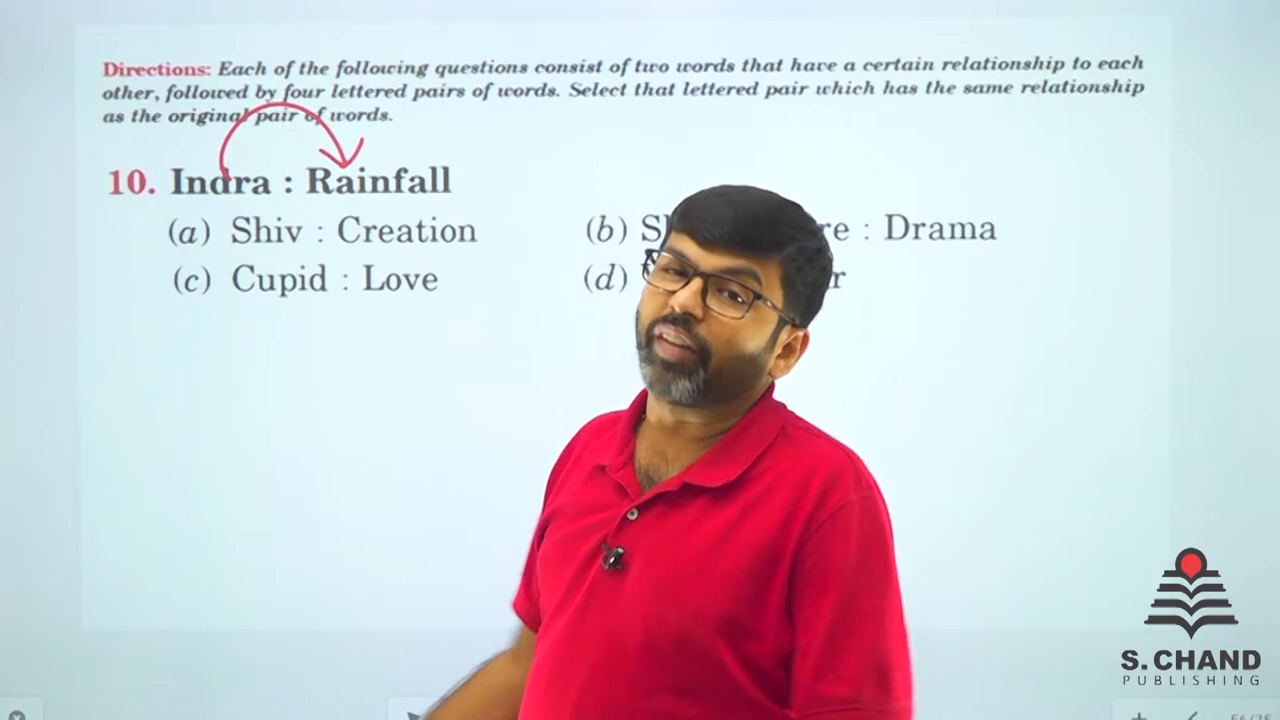 Directions: Each of the following questions consist of two words that have a certain relationship to each
other, followed by four lettered pairs of words. Select that lettered pair which has the same relationship
as the original pair of words.
10. Indra : Rainfall
(a) Shiv : Creation (b) : Drama
(c) Cupid : Love (d)
S. CHAND
PUBLISHING